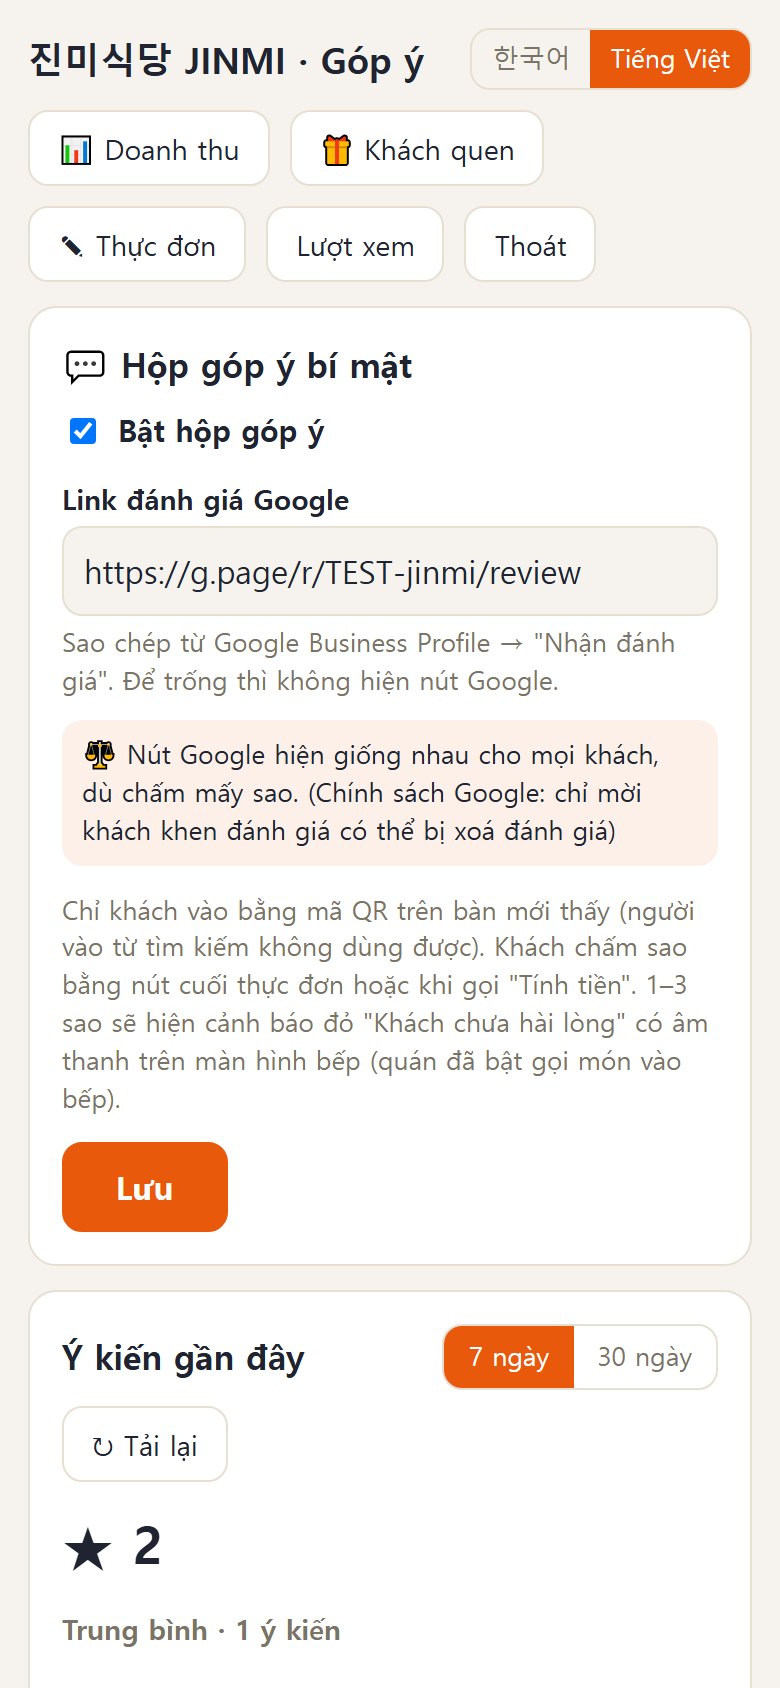 진미식당 JINMI · Góp ý
한국어
Tiếng Việt
📊 Doanh thu
🎁 Khách quen
✏ Thực đơn
Lượt xem
Thoát
💬 Hộp góp ý bí mật
Bật hộp góp ý
Link đánh giá Google
https://g.page/r/TEST-jinmi/review
Sao chép từ Google Business Profile → "Nhận đánh
giá". Để trống thì không hiện nút Google.
⚖ Nút Google hiện giống nhau cho mọi khách,
dù chấm mấy sao. (Chính sách Google: chỉ mời
khách khen đánh giá có thể bị xoá đánh giá)
Chỉ khách vào bằng mã QR trên bàn mới thấy (người
vào từ tìm kiếm không dùng được). Khách chấm sao
bằng nút cuối thực đơn hoặc khi gọi "Tính tiền". 1–3
sao sẽ hiện cảnh báo đỏ "Khách chưa hài lòng" có âm
thanh trên màn hình bếp (quán đã bật gọi món vào
bếp).
Lưu
Ý kiến gần đây
7 ngày
30 ngày
↻ Tải lại
★ 2
Trung bình · 1 ý kiến